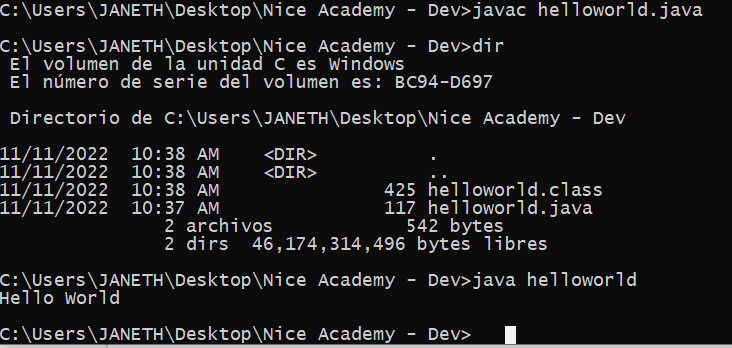 C:\Users\JANETH\Desktop\Nice Academy - Dev>javac helloworld.java
C:\Users\JANETH\Desktop\Nice Academy - Dev>dir
El volumen de la unidad C es Windows
El número de serie del volumen es: BC94-D697
Directorio de C:\Users\JANETH\Desktop\Nice Academy - Dev
11/11/2022  10:38 AM    <DIR>          .
11/11/2022  10:38 AM    <DIR>          ..
11/11/2022  10:38 AM               425 helloworld.class
11/11/2022  10:37 AM               117 helloworld.java
2 archivos            542 bytes
2 dirs  46,174,314,496 bytes libres
C:\Users\JANETH\Desktop\Nice Academy - Dev>java helloworld
Hello World
C:\Users\JANETH\Desktop\Nice Academy - Dev>